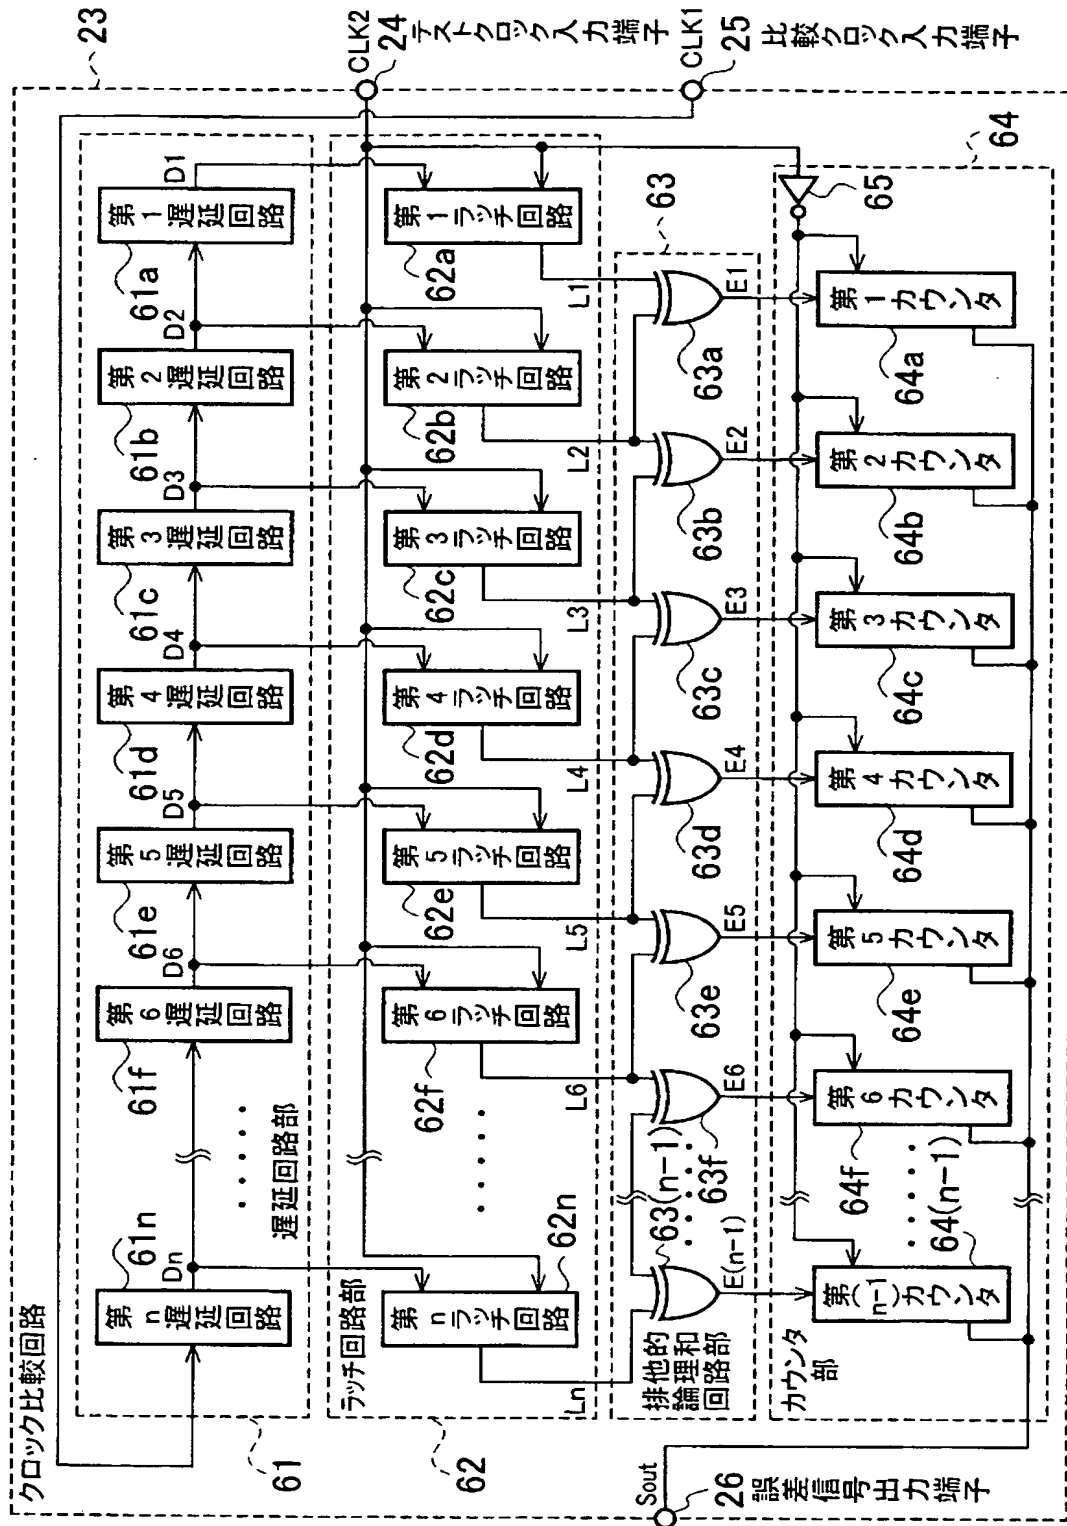 クロック比較回路
23
CLK2
24
テストクロック入力端子
CLK1
25
比較クロック入力端子
Sout
26
誤差信号出力端子
61
遅延回路部
第n遅延回路
61n
Dn
・・・・・
第6遅延回路
61f
D6
第5遅延回路
61e
D5
第4遅延回路
61d
D4
第3遅延回路
61c
D3
第2遅延回路
61b
D2
第1遅延回路
61a
D1
62
ラッチ回路部
第nラッチ回路
62n
Ln
・・・・・
第6ラッチ回路
62f
L6
第5ラッチ回路
62e
L5
第4ラッチ回路
62d
L4
第3ラッチ回路
62c
L3
第2ラッチ回路
62b
L2
第1ラッチ回路
62a
L1
63
排他的
論理和
回路部
63(n-1)
E(n-1)
・・・・・
63f
E6
63e
E5
63d
E4
63c
E3
63b
E2
63a
E1
64
65
カウンタ
部
第(n-1)カウンタ
64(n-1)
・・・・・
第6カウンタ
64f
第5カウンタ
64e
第4カウンタ
64d
第3カウンタ
64c
第2カウンタ
64b
第1カウンタ
64a